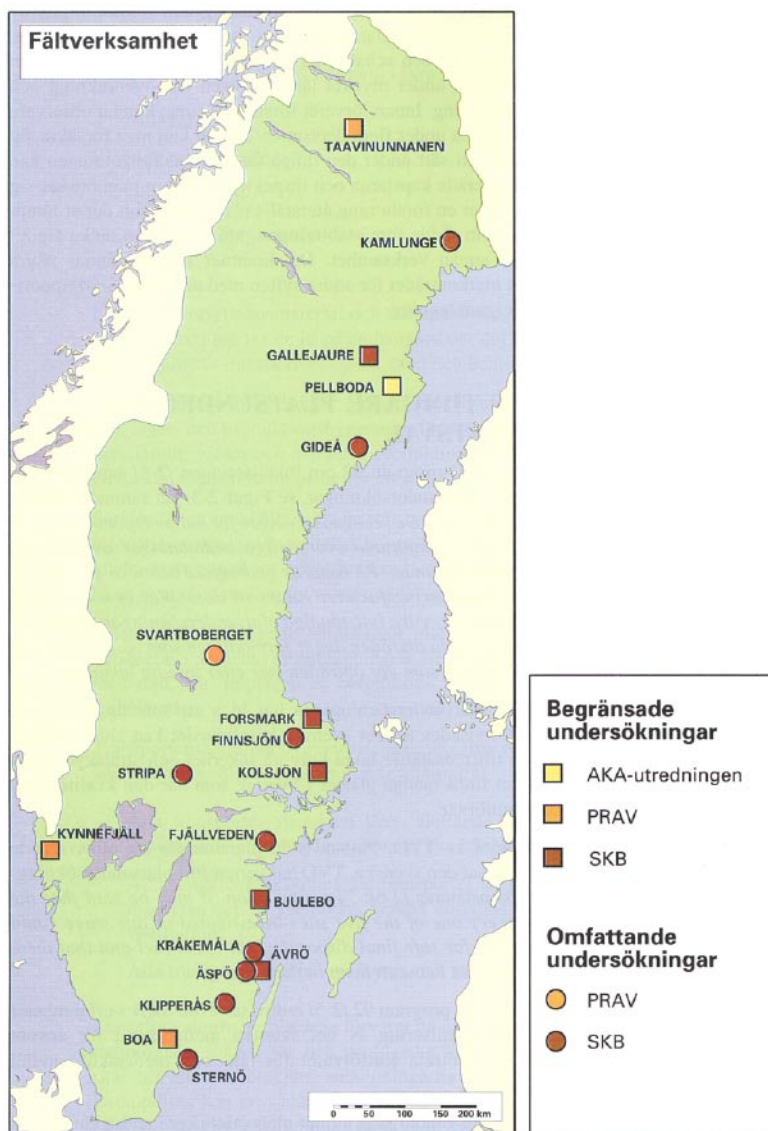 Fältverksamhet
TAAVINUNNANEN
KAMLUNGE
GALLEJAURE
PELLBODA
GIDEÅ
SVARTBOBERGET
FORSMARK
FINNSJÖN
STRIPA
KOLSJÖN
KYNNEFJÄLL
FJÄLLVEDEN
BJULEBO
KRÅKEMÅLA
ÄVRÖ
ÄSPÖ
KLIPPERÅS
BOA
STERNÖ
0 50 100 150 200 km
Begränsade
undersökningar
AKA-utredningen
PRAV
SKB
Omfattande
undersökningar
PRAV
SKB